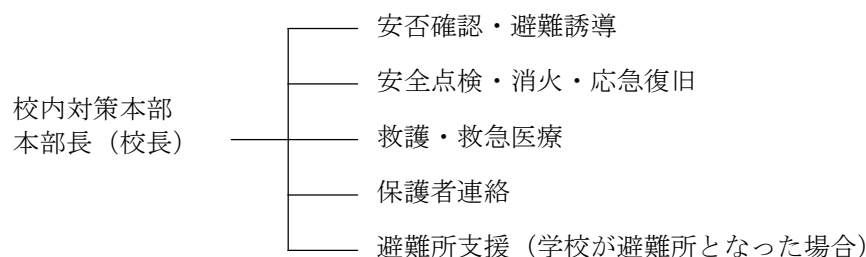 安否確認・避難誘導
安全点検・消火・応急復旧
校内対策本部
本部長（校長）
救護・救急医療
保護者連絡
避難所支援（学校が避難所となった場合）